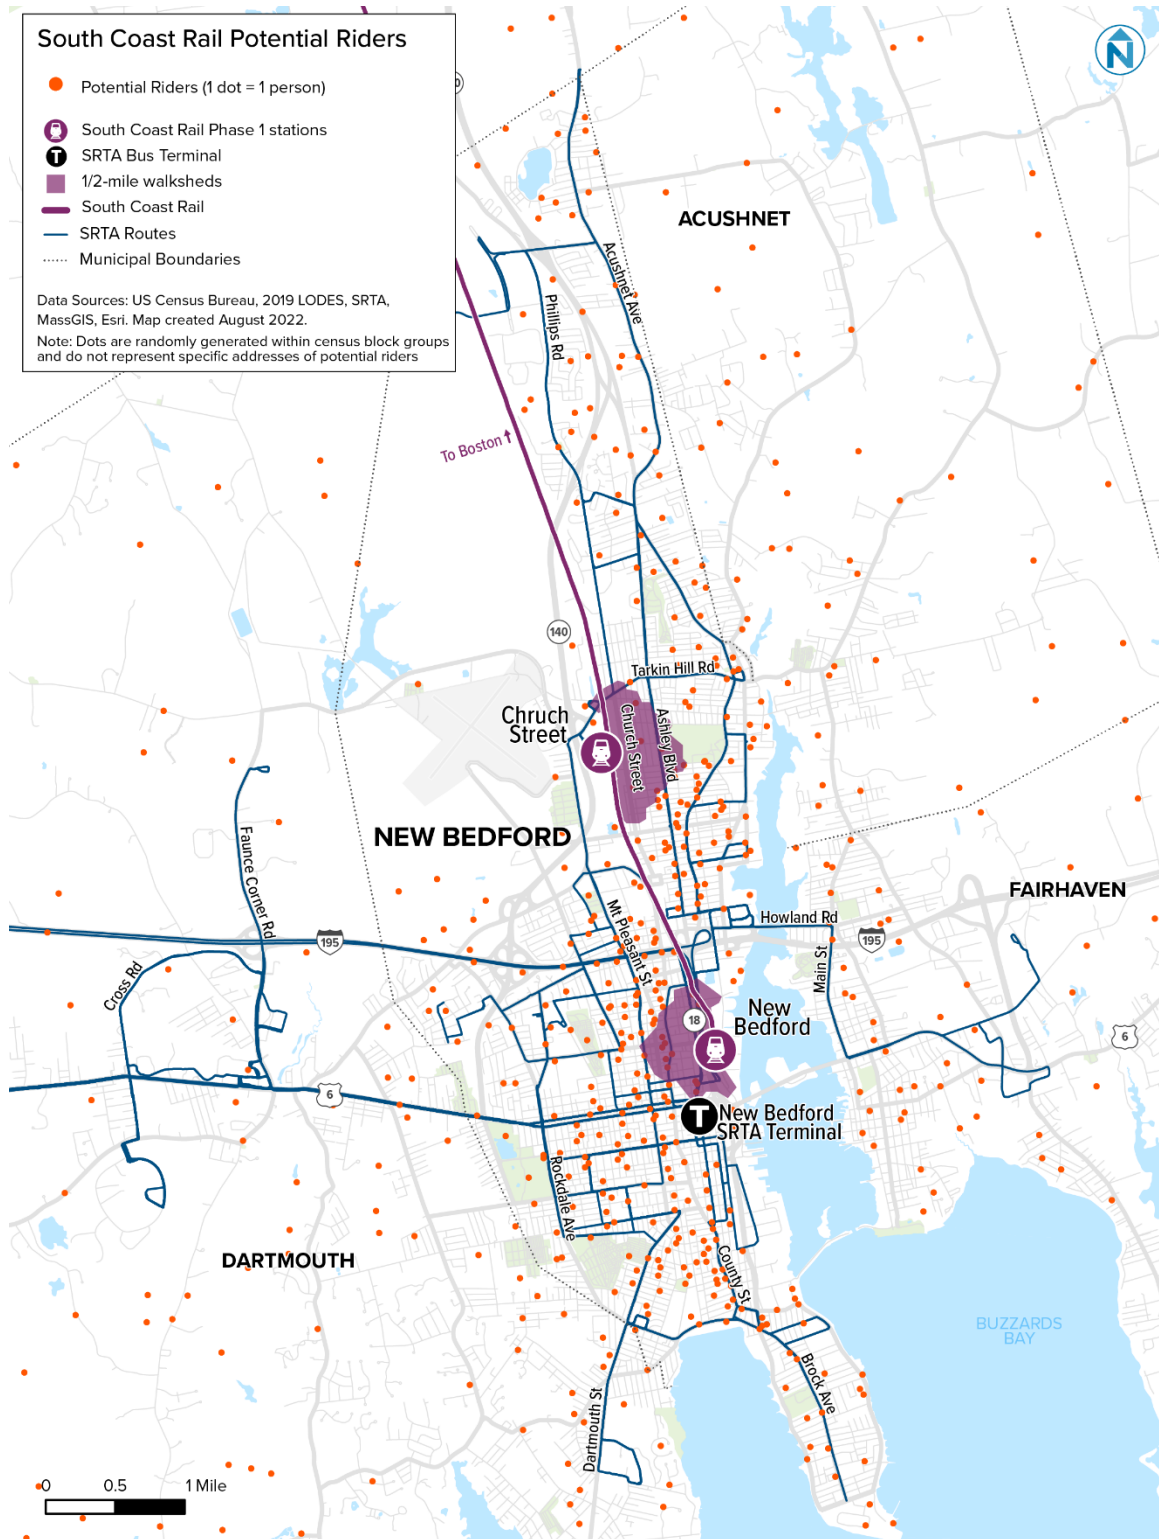 South Coast Rail Potential Riders
Potential Riders (1 dot = 1 person)
South Coast Rail Phase 1 stations
T
SRTA Bus Terminal
1/2-mile walksheds
South Coast Rail
SRTA Routes
Municipal Boundaries
Data Sources: US Census Bureau, 2019 LODES, SRTA,
MassGIS, Esri. Map created August 2022.
Note: Dots are randomly generated within census block groups
and do not represent specific addresses of potential riders
N
ACUSHNET
Acushnet Ave
Phillips Rd
To Boston
140
Tarkin Hill Rd
Chruch
Street
Church Street
Ashley Blvd
NEW BEDFORD
Faunce Corner Rd
FAIRHAVEN
Mt Pleasant St
Howland Rd
195
195
Main St
Cross Rd
18
New
Bedford
6
6
T
New Bedford
SRTA Terminal
Rockdale Ave
DARTMOUTH
County St
BUZZARDS
BAY
Brock Ave
Dartmouth St
0 0.5 1 Mile